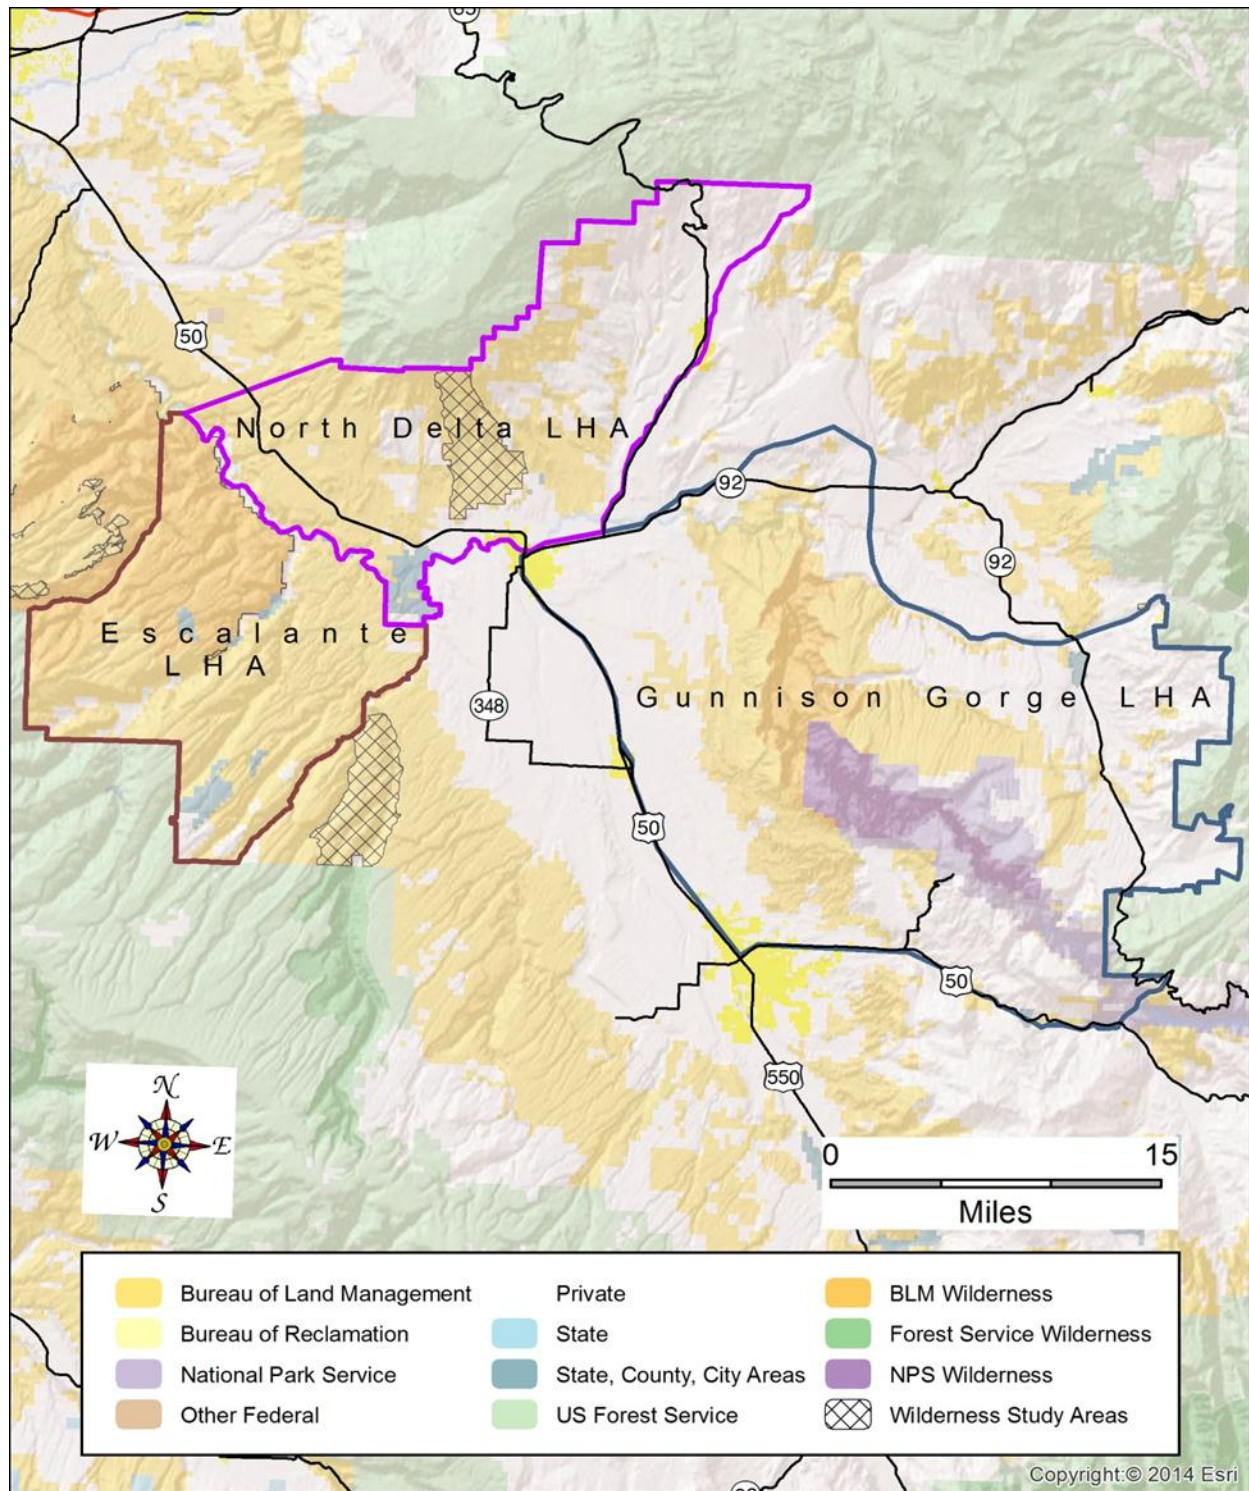 50
North Delta LHA
92
92
Escalante
LHA
348
Gunnison Gorge LHA
50
50
550
N
W E
S
0 15
Miles
Bureau of Land Management
Private
BLM Wilderness
Bureau of Reclamation
State
Forest Service Wilderness
National Park Service
State, County, City Areas
NPS Wilderness
Other Federal
US Forest Service
Wilderness Study Areas
Copyright:© 2014 Esri